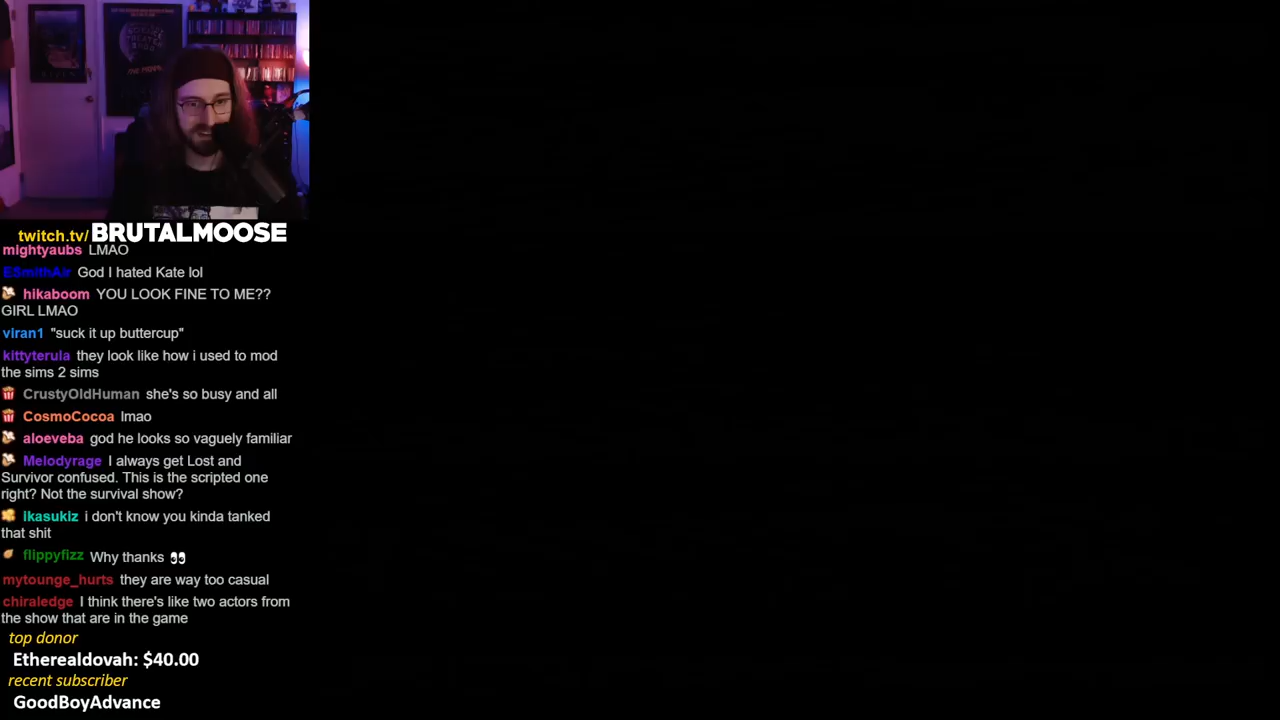 twitch.tv/BRUTALMOOSE
mightyaubs LMAO
ESmithAir God I hated Kate lol
hikaboom YOU LOOK FINE TO ME??
GIRL LMAO
viran1 "suck it up buttercup"
kittyterula they look like how i used to mod
the sims 2 sims
CrustyOldHuman she's so busy and all
CosmoCocoa lmao
aloeveba god he looks so vaguely familiar
Melodyrage I always get Lost and
Survivor confused. This is the scripted one
right? Not the survival show?
ikasukiz i don't know you kinda tanked
that shit
flippyfizz Why thanks 👀
mytounge_hurts they are way too casual
chiraledge I think there's like two actors from
the show that are in the game
top donor
Etherealdovah: $40.00
recent subscriber
GoodBoyAdvance